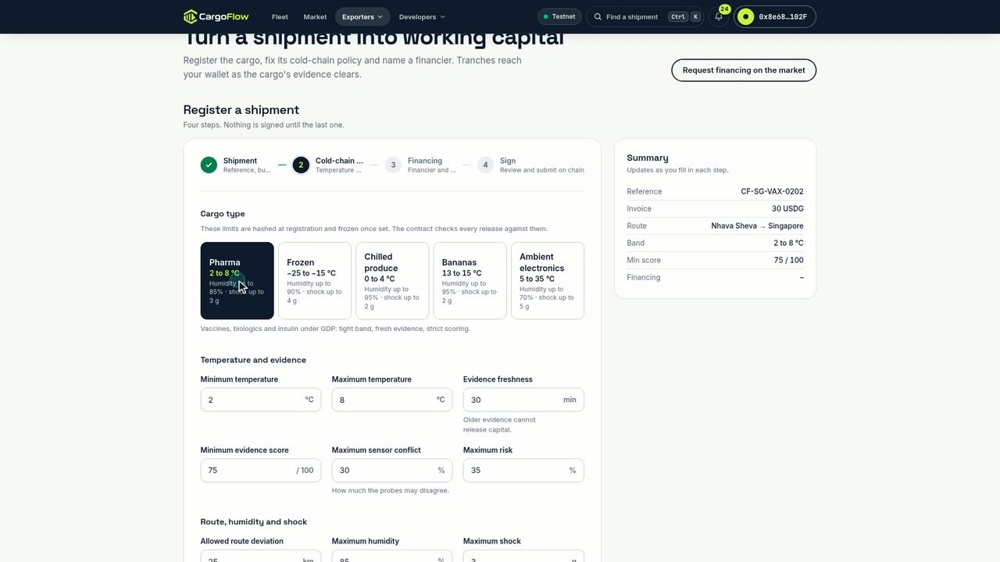 CargoFlow
Fleet
Market
Exporters
Developers
Testnet
Find a shipment
Ctrl
K
24
0x8e68…102F
Turn a shipment into working capital
Register the cargo, fix its cold-chain policy and name a financier. Tranches reach
your wallet as the cargo's evidence clears.
Request financing on the market
Register a shipment
Four steps. Nothing is signed until the last one.
Shipment
Reference, bu...
2
Cold-chain ...
Temperature ...
3
Financing
Financier and ...
4
Sign
Review and submit on chain
Cargo type
These limits are hashed at registration and frozen once set. The contract checks every release against them.
Pharma
2 to 8 °C
Humidity up to
85% · shock up to
3 g
Frozen
−25 to −15 °C
Humidity up to
90% · shock up to
4 g
Chilled
produce
0 to 4 °C
Humidity up to
95% · shock up to
2 g
Bananas
13 to 15 °C
Humidity up to
95% · shock up to
2 g
Ambient
electronics
5 to 35 °C
Humidity up to
70% · shock up to
5 g
Vaccines, biologics and insulin under GDP: tight band, fresh evidence, strict scoring.
Temperature and evidence
Minimum temperature
2 °C
Maximum temperature
8 °C
Evidence freshness
30 min
Older evidence cannot
release capital.
Minimum evidence score
75 / 100
Maximum sensor conflict
30 %
How much the probes may disagree.
Maximum risk
35 %
Route, humidity and shock
Allowed route deviation
25 km
Maximum humidity
85 %
Maximum shock
3 g
Summary
Updates as you fill in each step.
Reference CF-SG-VAX-0202
Invoice 30 USDG
Route Nhava Sheva → Singapore
Band 2 to 8 °C
Min score 75 / 100
Financing –